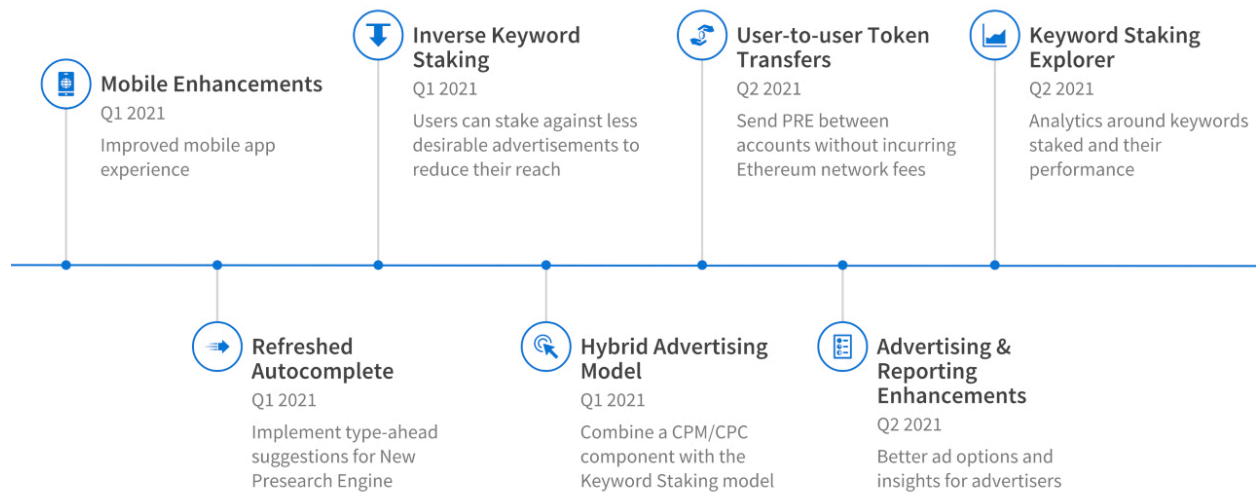 Mobile Enhancements
Q1 2021
Improved mobile app
experience
Refreshed
Autocomplete
Q1 2021
Implement type-ahead
suggestions for New
Presearch Engine
Inverse Keyword
Staking
Q1 2021
Users can stake against less
desirable advertisements to
reduce their reach
Hybrid Advertising
Model
Q1 2021
Combine a CPM/CPC
component with the
Keyword Staking model
User-to-user Token
Transfers
Q2 2021
Send PRE between
accounts without incurring
Ethereum network fees
Advertising &
Reporting
Enhancements
Q2 2021
Better ad options and
insights for advertisers
Keyword Staking
Explorer
Q2 2021
Analytics around keywords
staked and their
performance